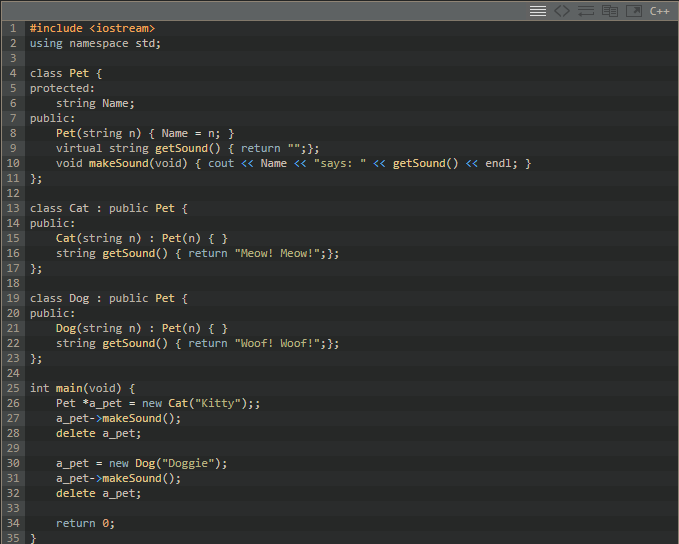 C++
1 #include <iostream>
2 using namespace std;
3
4 class Pet {
5 protected:
6     string Name;
7 public:
8     Pet(string n) { Name = n; }
9     virtual string getSound() { return "";};
10     void makeSound(void) { cout << Name << "says: " << getSound() << endl; }
11 };
12
13 class Cat : public Pet {
14 public:
15     Cat(string n) : Pet(n) { }
16     string getSound() { return "Meow! Meow!";};
17 };
18
19 class Dog : public Pet {
20 public:
21     Dog(string n) : Pet(n) { }
22     string getSound() { return "Woof! Woof!";};
23 };
24
25 int main(void) {
26     Pet *a_pet = new Cat("Kitty");;
27     a_pet->makeSound();
28     delete a_pet;
29
30     a_pet = new Dog("Doggie");
31     a_pet->makeSound();
32     delete a_pet;
33
34     return 0;
35 }